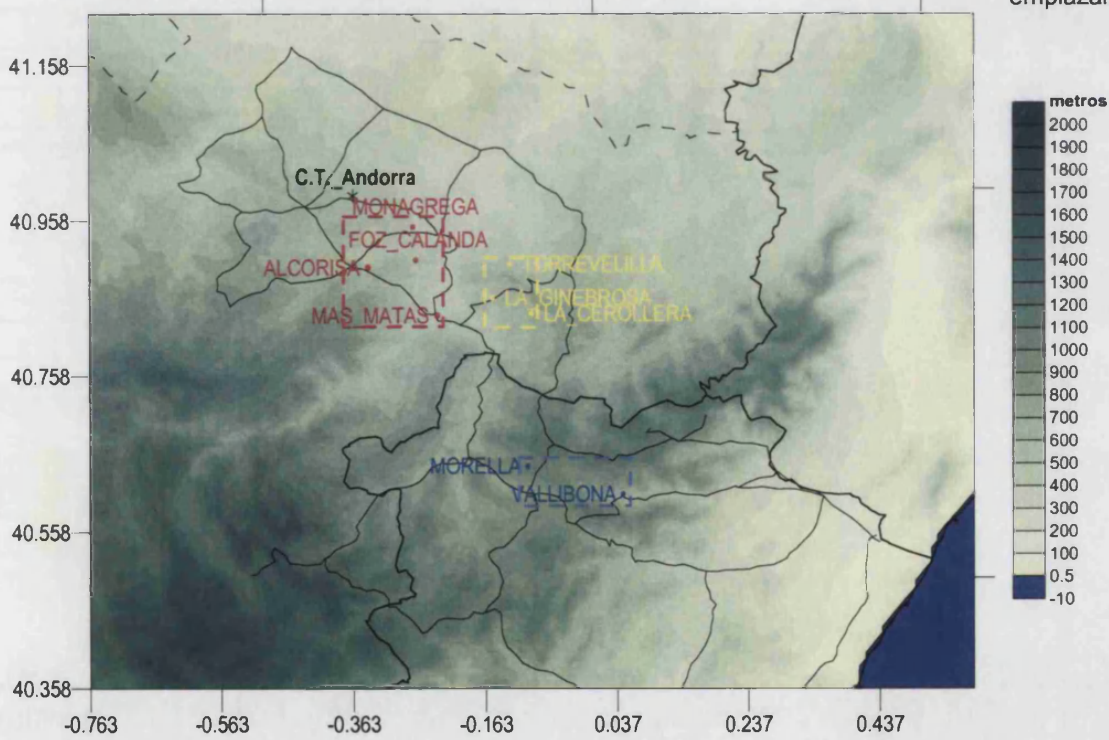 emplazar
41.158
40.958
40.758
40.558
40.358
-0.763
-0.563
-0.363
-0.163
0.037
0.237
0.437
C.T._Andorra
MONAGREGA
FOZ_CALANDA
ALCORISA
MAS_MATAS
TORREVELILLA
LA_GINEBROSA
LA_CEROLLERA
MORELLA
VALLIBONA
metros
2000
1900
1800
1700
1600
1400
1300
1200
1100
1000
900
800
700
600
500
400
300
200
100
0.5
-10